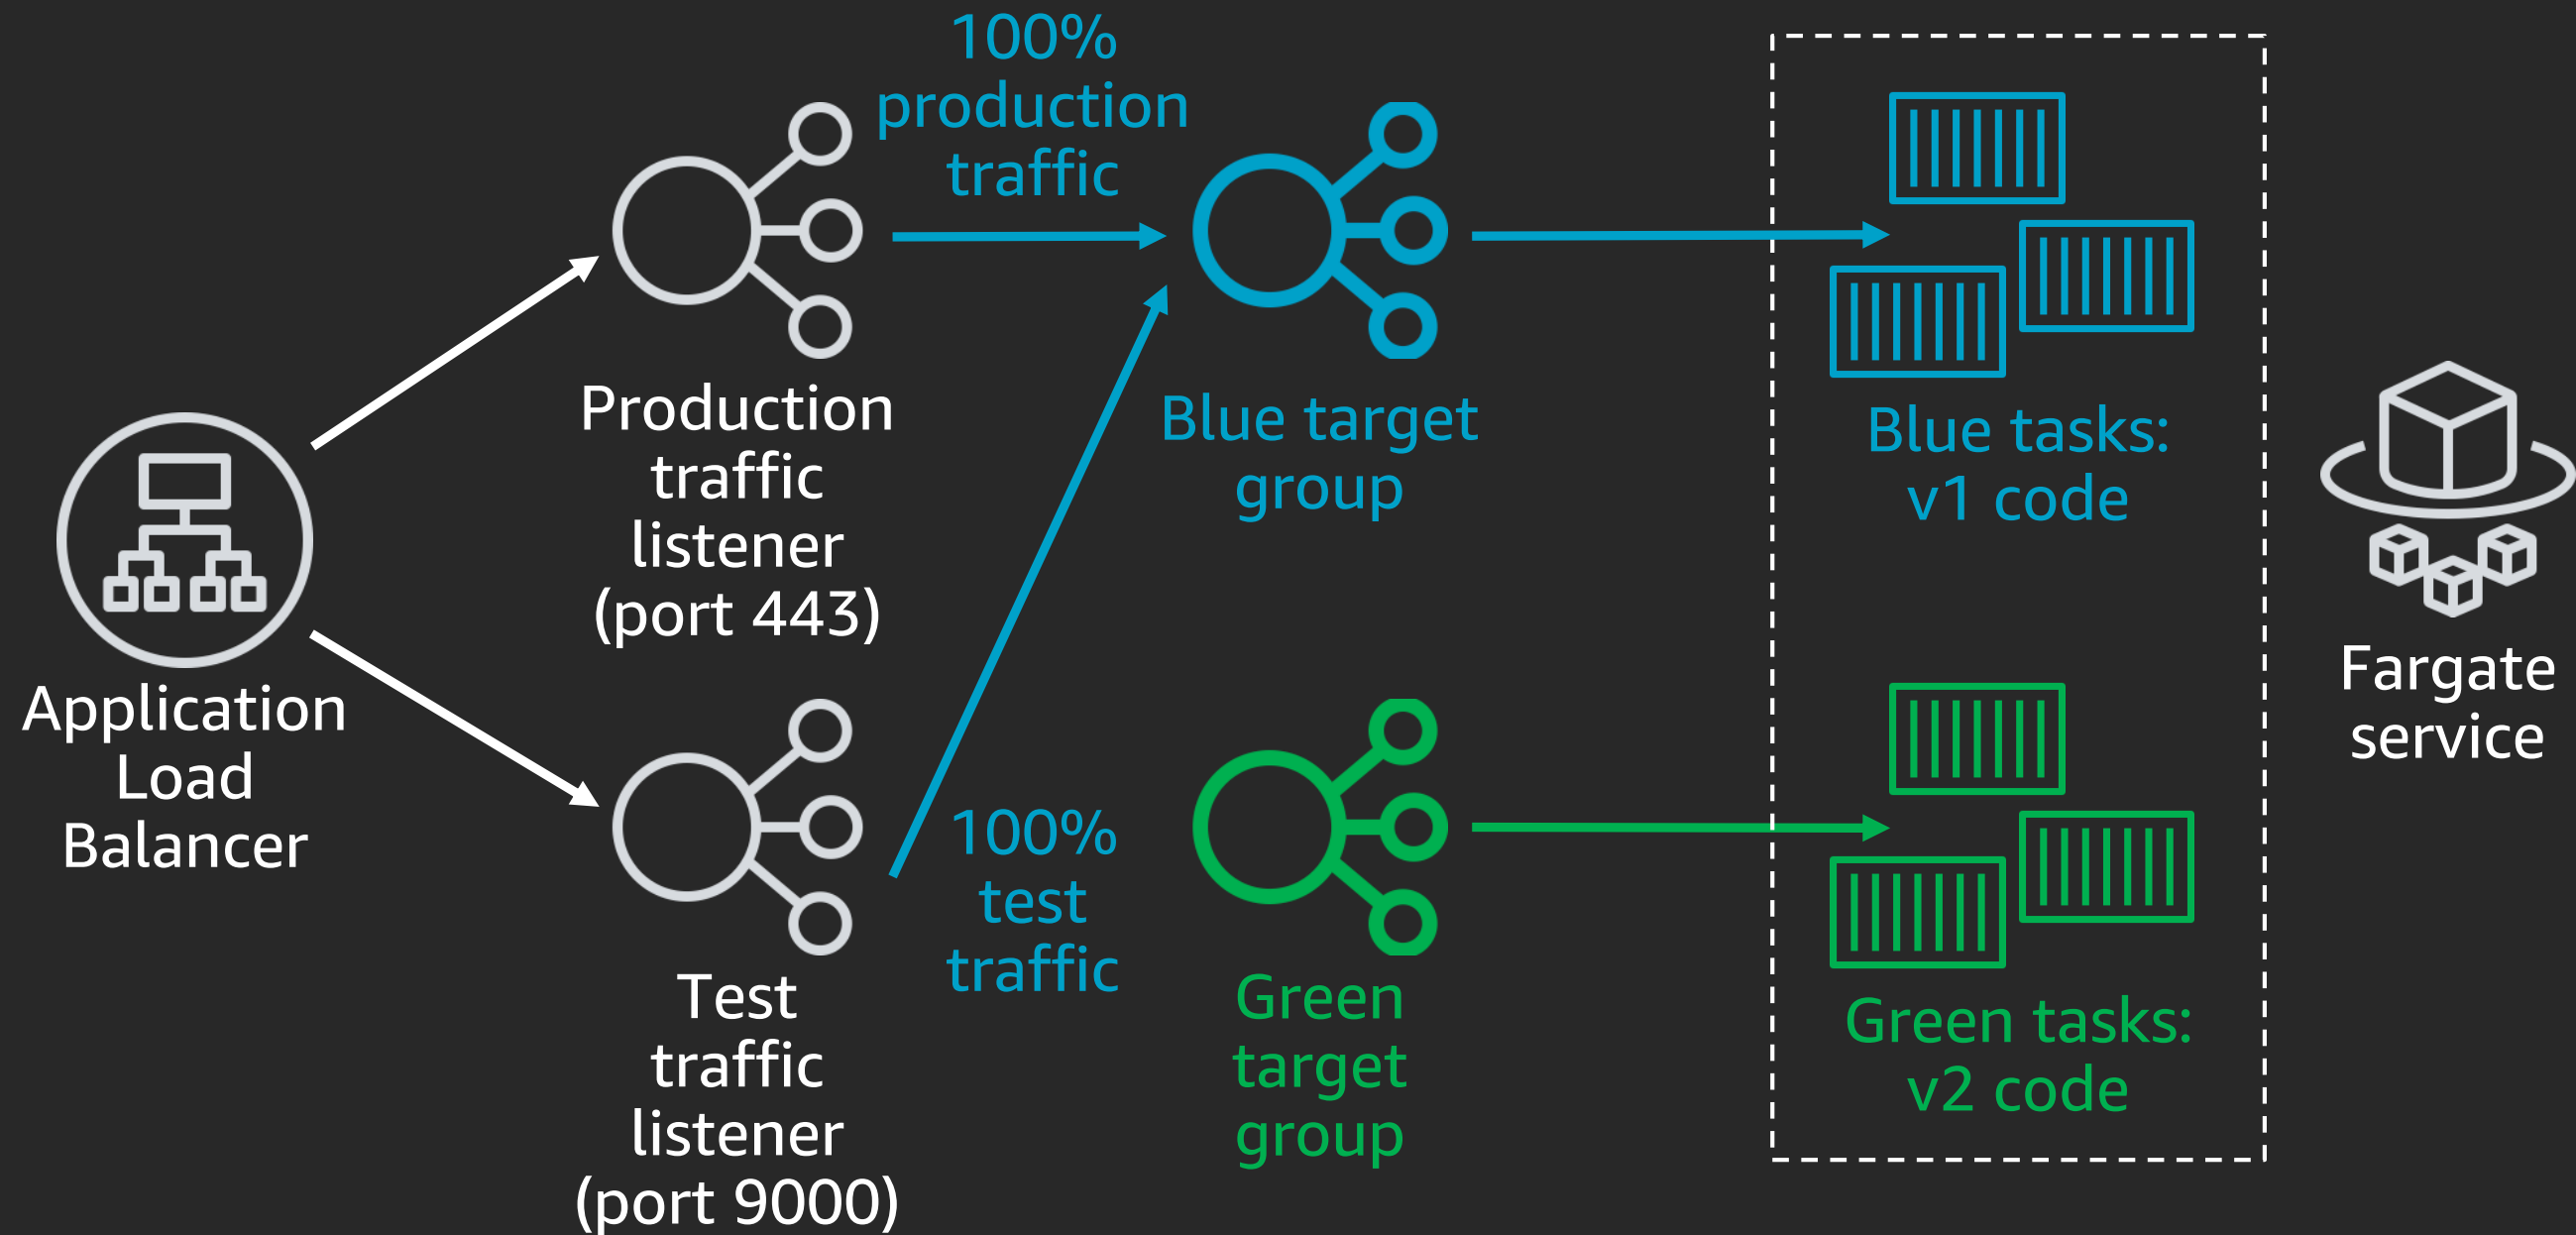 100%
production
traffic
Production
traffic
listener
(port 443)
Blue target
group
Blue tasks:
v1 code
Application
Load
Balancer
Fargate
service
100%
test
traffic
Test
traffic
listener
(port 9000)
Green
target
group
Green tasks:
v2 code